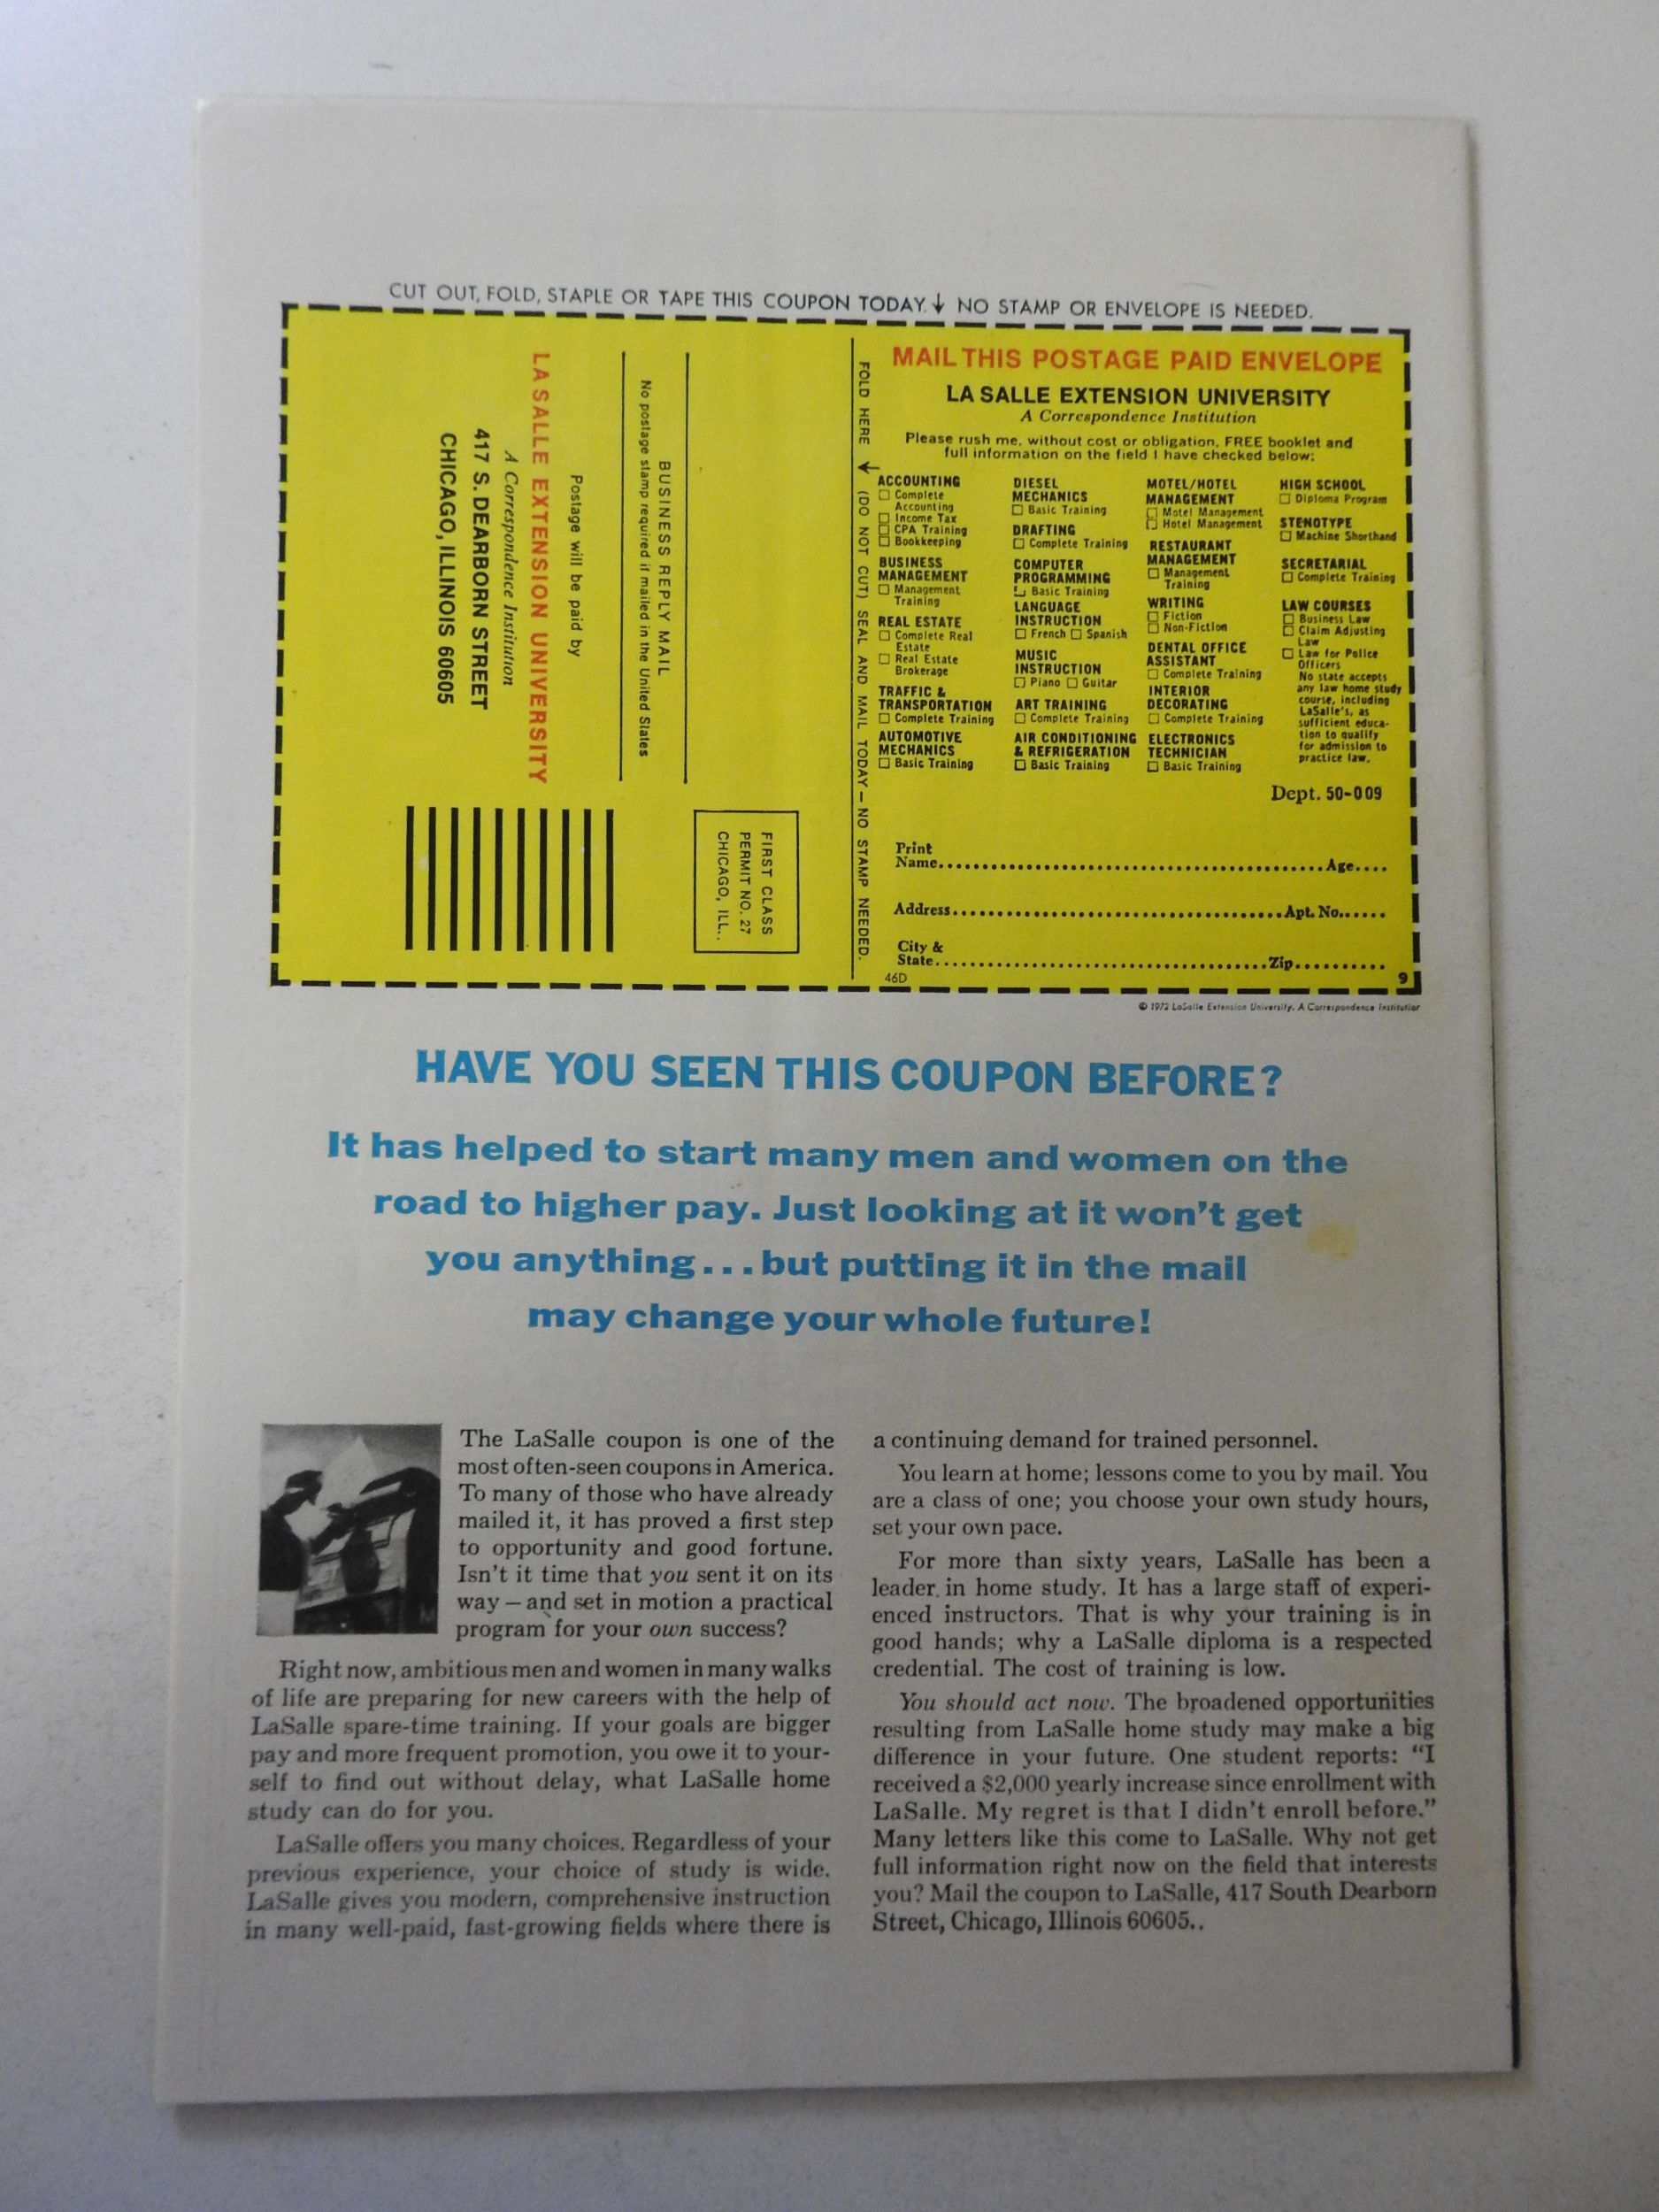 CUT OUT, FOLD, STAPLE OR TAPE THIS COUPON TODAY.↓ NO STAMP OR ENVELOPE IS NEEDED.
LA SALLE EXTENSION UNIVERSITY
A Correspondence Institution
417 S. DEARBORN STREET
CHICAGO, ILLINOIS 60605
Postage will be paid by
No postage stamp required if mailed in the United States
BUSINESS REPLY MAIL
FIRST CLASS
PERMIT NO. 27
CHICAGO, ILL..
FOLD HERE ↓ (DO NOT CUT) SEAL AND MAIL TODAY — NO STAMP NEEDED.
MAIL THIS POSTAGE PAID ENVELOPE
LA SALLE EXTENSION UNIVERSITY
A Correspondence Institution
Please rush me, without cost or obligation, FREE booklet and
full information on the field I have checked below:
ACCOUNTING
☐ Complete
Accounting
☐ Income Tax
☐ CPA Training
☐ Bookkeeping
BUSINESS
MANAGEMENT
☐ Management
Training
REAL ESTATE
☐ Complete Real
Estate
☐ Real Estate
Brokerage
TRAFFIC &
TRANSPORTATION
☐ Complete Training
AUTOMOTIVE
MECHANICS
☐ Basic Training
DIESEL
MECHANICS
☐ Basic Training
DRAFTING
☐ Complete Training
COMPUTER
PROGRAMMING
☐ Basic Training
LANGUAGE
INSTRUCTION
☐ French ☐ Spanish
MUSIC
INSTRUCTION
☐ Piano ☐ Guitar
ART TRAINING
☐ Complete Training
AIR CONDITIONING
& REFRIGERATION
☐ Basic Training
MOTEL/HOTEL
MANAGEMENT
☐ Motel Management
☐ Hotel Management
RESTAURANT
MANAGEMENT
☐ Management
Training
WRITING
☐ Fiction
☐ Non-Fiction
DENTAL OFFICE
ASSISTANT
☐ Complete Training
INTERIOR
DECORATING
☐ Complete Training
ELECTRONICS
TECHNICIAN
☐ Basic Training
HIGH SCHOOL
☐ Diploma Program
STENOTYPE
☐ Machine Shorthand
SECRETARIAL
☐ Complete Training
LAW COURSES
☐ Business Law
☐ Claim Adjusting
Law
☐ Law for Police
Officers
No state accepts
any law home study
course, including
LaSalle's, as
sufficient educa-
tion to qualify
for admission to
practice law.
Dept. 50-009
Print
Name........................................Age....
Address........................................Apt. No......
City &
State........................................Zip..........
46D 9
© 1972 LaSalle Extension University. A Correspondence Institution
HAVE YOU SEEN THIS COUPON BEFORE?
It has helped to start many men and women on the
road to higher pay. Just looking at it won't get
you anything...but putting it in the mail
may change your whole future!
The LaSalle coupon is one of the
most often-seen coupons in America.
To many of those who have already
mailed it, it has proved a first step
to opportunity and good fortune.
Isn't it time that you sent it on its
way — and set in motion a practical
program for your own success?
Right now, ambitious men and women in many walks
of life are preparing for new careers with the help of
LaSalle spare-time training. If your goals are bigger
pay and more frequent promotion, you owe it to your-
self to find out without delay, what LaSalle home
study can do for you.
LaSalle offers you many choices. Regardless of your
previous experience, your choice of study is wide.
LaSalle gives you modern, comprehensive instruction
in many well-paid, fast-growing fields where there is
a continuing demand for trained personnel.
You learn at home; lessons come to you by mail. You
are a class of one; you choose your own study hours,
set your own pace.
For more than sixty years, LaSalle has been a
leader in home study. It has a large staff of experi-
enced instructors. That is why your training is in
good hands; why a LaSalle diploma is a respected
credential. The cost of training is low.
You should act now. The broadened opportunities
resulting from LaSalle home study may make a big
difference in your future. One student reports: “I
received a $2,000 yearly increase since enrollment with
LaSalle. My regret is that I didn't enroll before.”
Many letters like this come to LaSalle. Why not get
full information right now on the field that interests
you? Mail the coupon to LaSalle, 417 South Dearborn
Street, Chicago, Illinois 60605..